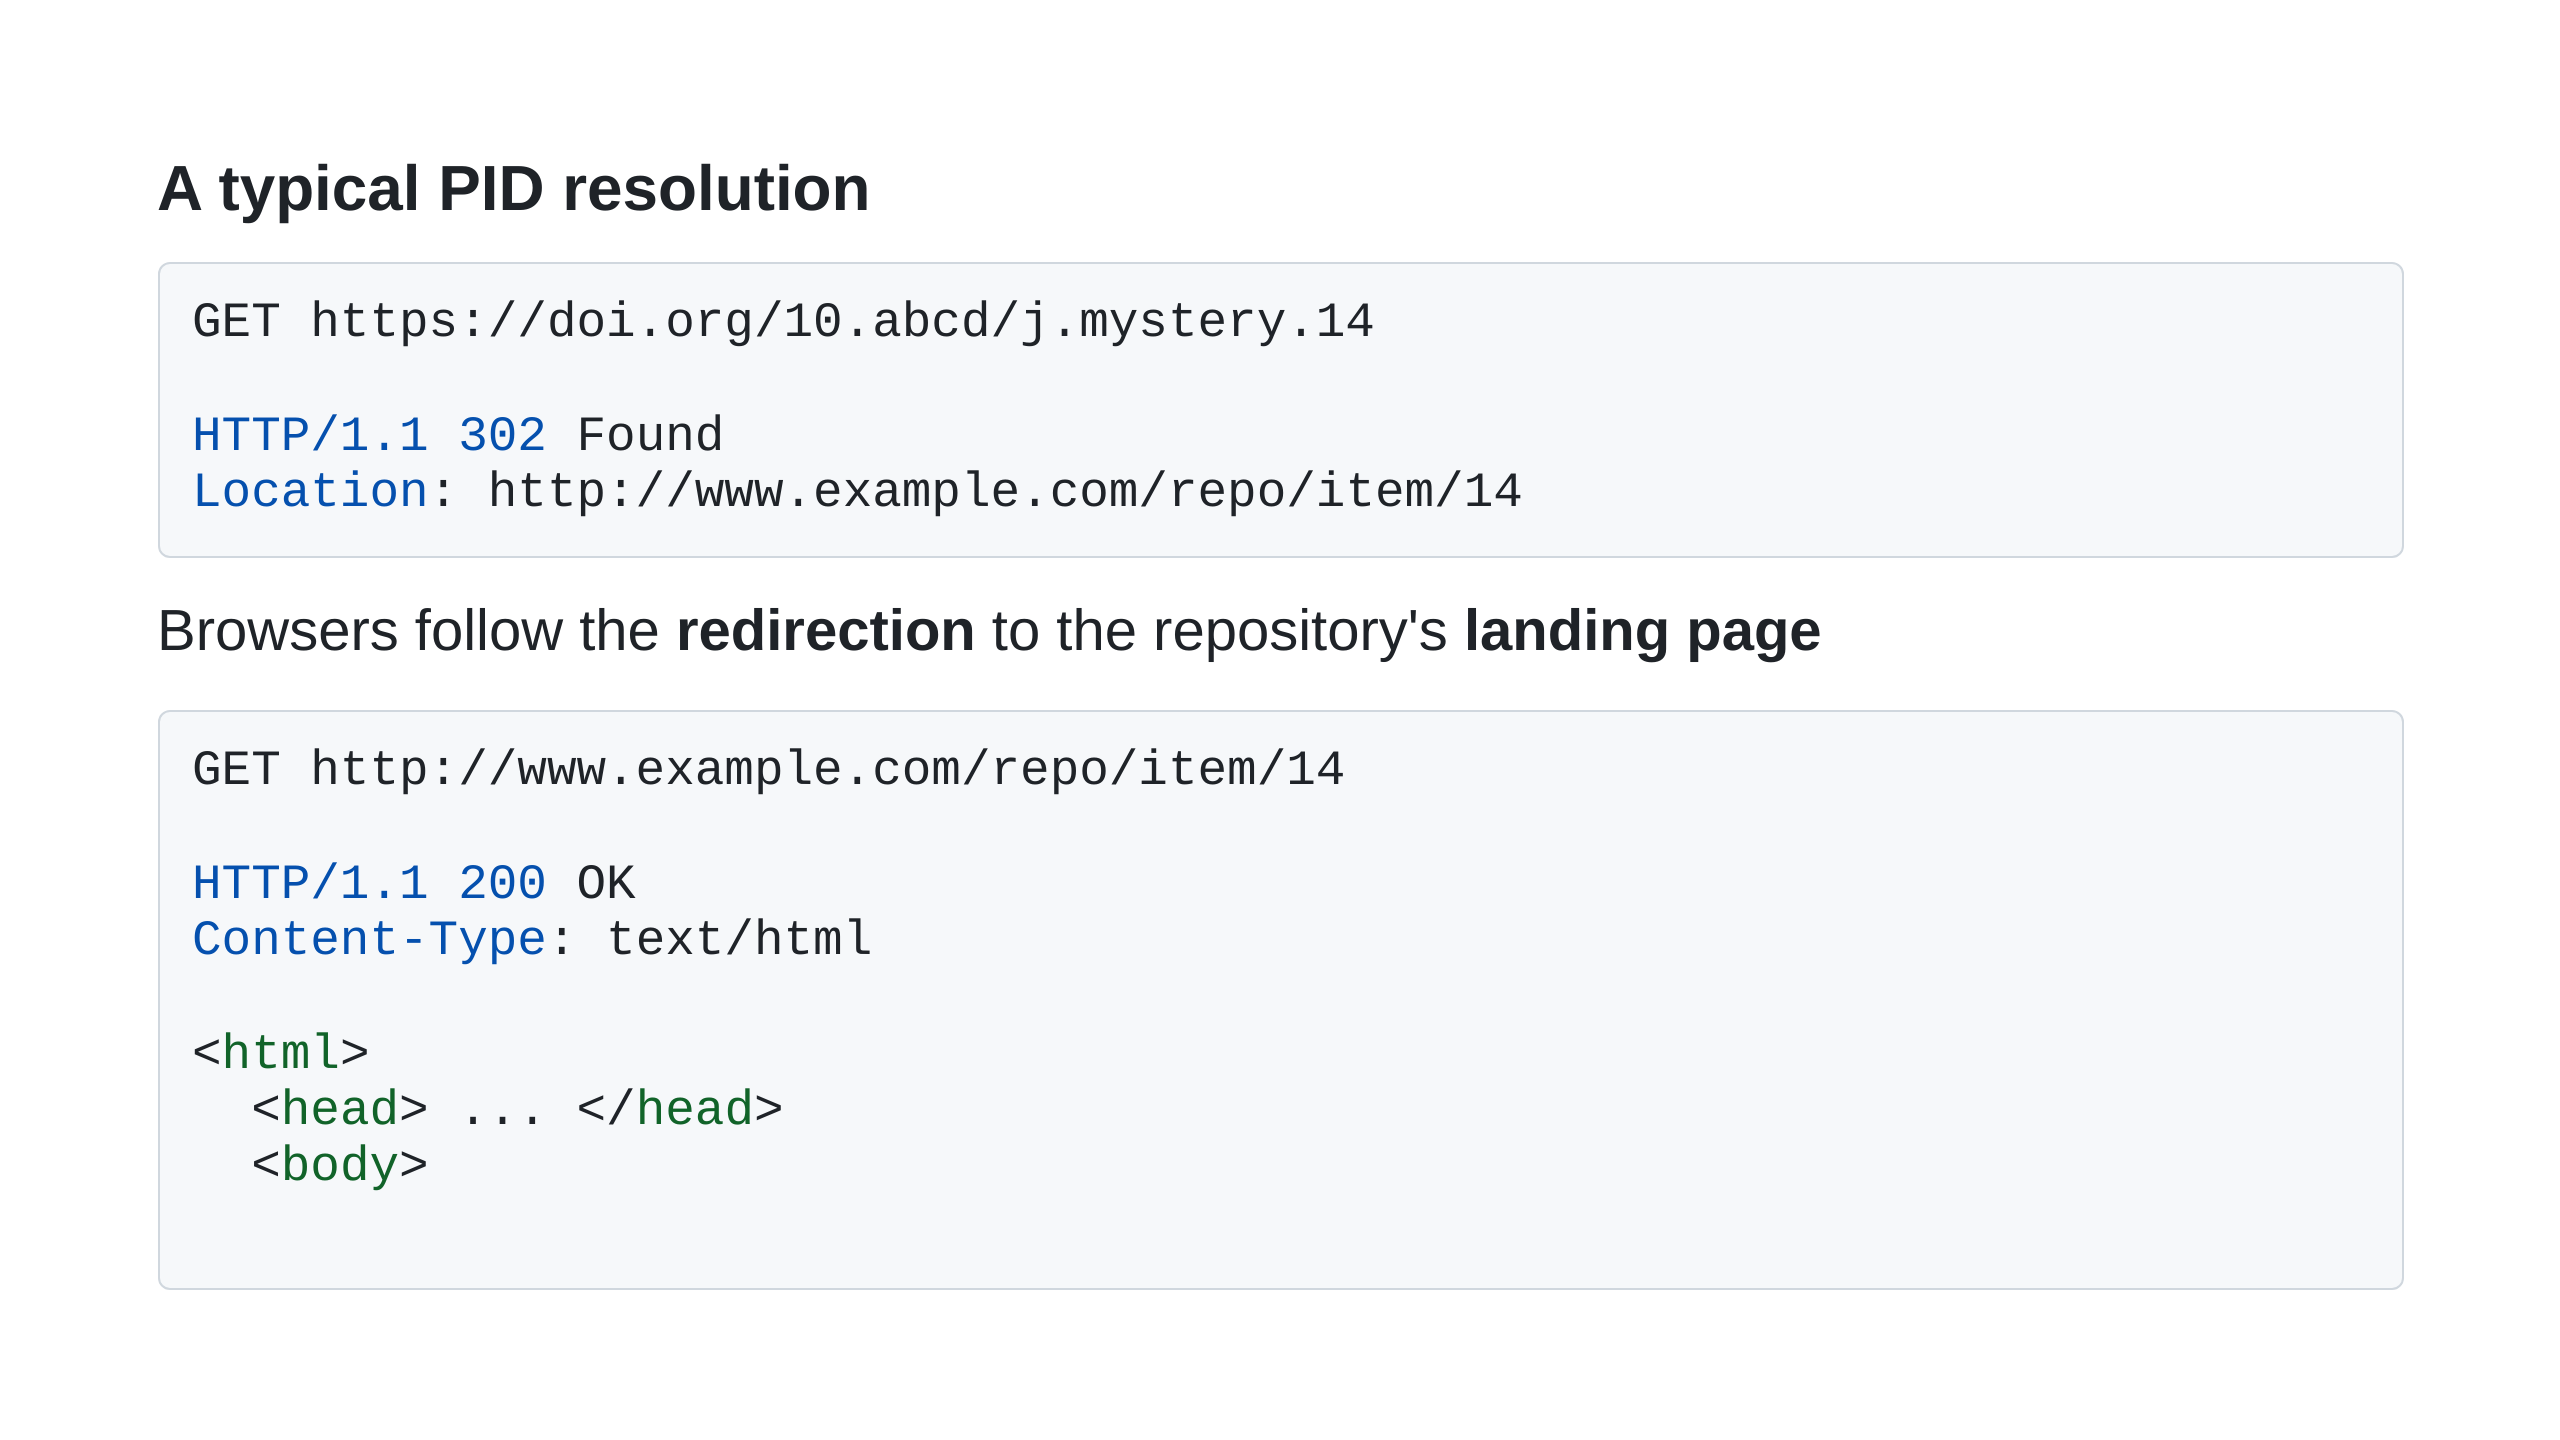 A typical PID resolution
GET https://doi.org/10.abcd/j.mystery.14
HTTP/1.1 302 Found
Location: http://www.example.com/repo/item/14
Browsers follow the redirection to the repository's landing page
GET http://www.example.com/repo/item/14
HTTP/1.1 200 OK
Content-Type: text/html
<html>
  <head> ... </head>
  <body>